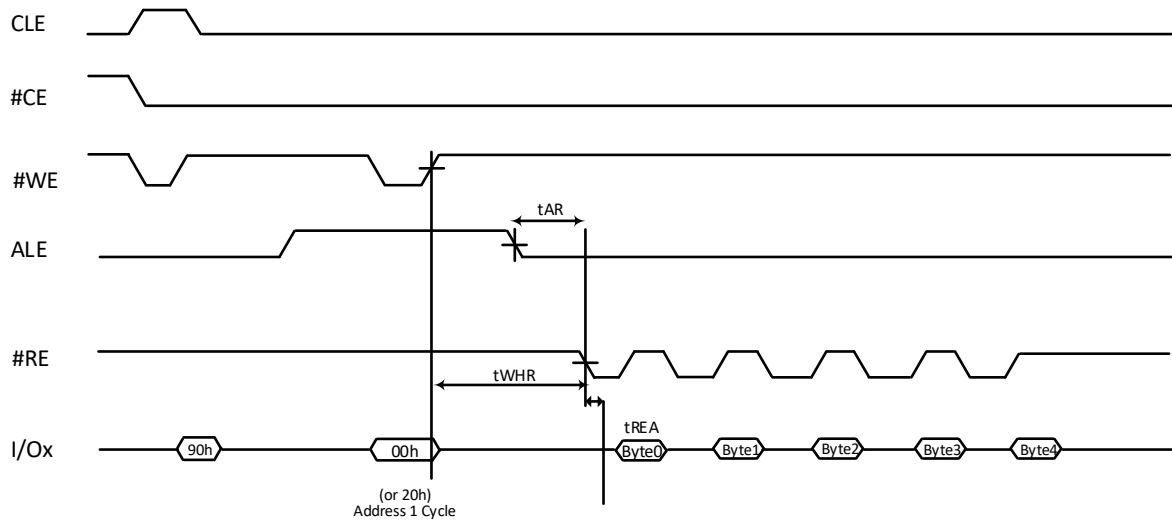 CLE
#CE
#WE
tAR
ALE
#RE
tWHR
tREA
I/Ox
90h
00h
Byte0
Byte1
Byte2
Byte3
Byte4
(or 20h)
Address 1 Cycle